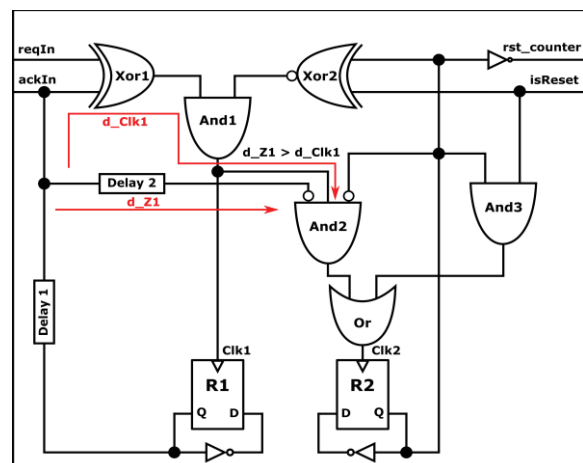 reqIn
ackIn
Xor1
Xor2
rst_counter
isReset
And1
d_Clk1
d_Z1 > d_Clk1
Delay 2
d_Z1
And2
And3
Delay 1
Or
Clk1
Clk2
R1
R2
Q
D
D
Q